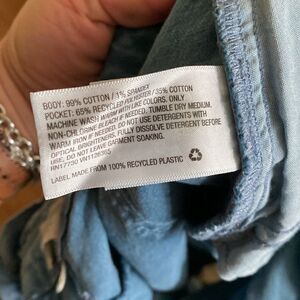 BODY: 99% COTTON / 1% SPANDEX
POCKET: 65% RECYCLED POLYESTER / 35% COTTON
MACHINE WASH WARM WITH LIKE COLORS. ONLY
NON-CHLORINE BLEACH IF NEEDED. TUMBLE DRY MEDIUM.
WARM IRON IF NEEDED. DO NOT USE DETERGENTS WITH
OPTICAL BRIGHTENERS. FULLY DISSOLVE DETERGENT BEFORE
USE. DO NOT LEAVE GARMENT SOAKING.
RN17730 VN1126365
LABEL MADE FROM 100% RECYCLED PLASTIC